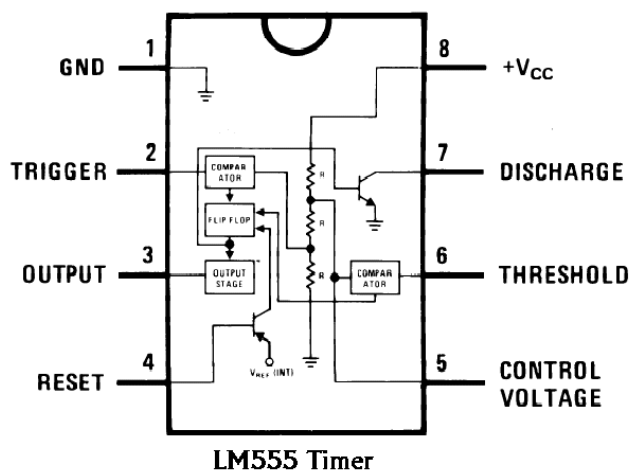 1
GND
8
+VCC
2
TRIGGER
7
DISCHARGE
COMPAR
ATOR
R
FLIP FLOP
R
3
OUTPUT
OUTPUT
STAGE
R
COMPAR
ATOR
6
THRESHOLD
4
RESET
VREF (INT)
5
CONTROL
VOLTAGE
LM555 Timer